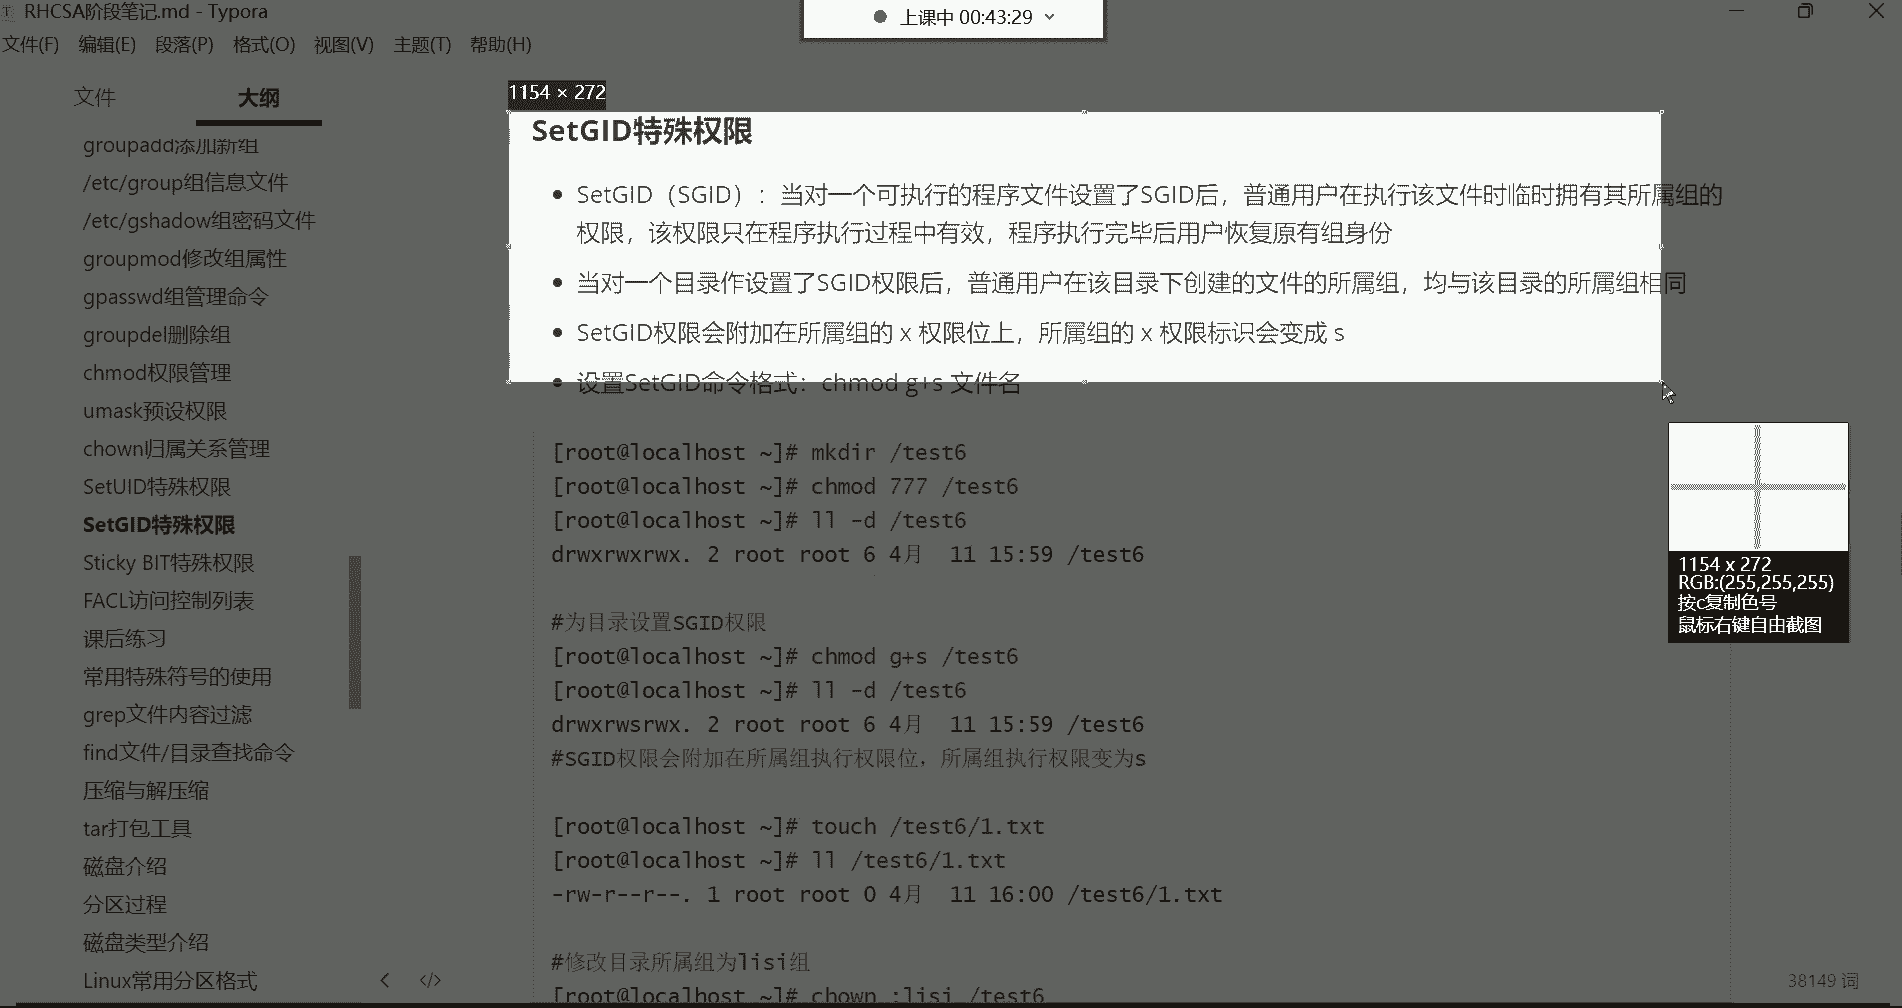 RHCSA阶段笔记.md - Typora
上课中 00:43:29
文件(F) 编辑(E) 段落(P) 格式(O) 视图(V) 主题(T) 帮助(H)
文件 大纲
groupadd添加新组
/etc/group组信息文件
/etc/gshadow组密码文件
groupmod修改组属性
gpasswd组管理命令
groupdel删除组
chmod权限管理
umask预设权限
chown归属关系管理
SetUID特殊权限
SetGID特殊权限
Sticky BIT特殊权限
FACL访问控制列表
课后练习
常用特殊符号的使用
grep文件内容过滤
find文件/目录查找命令
压缩与解压缩
tar打包工具
磁盘介绍
分区过程
磁盘类型介绍
Linux常用分区格式
1154 × 272
SetGID特殊权限
SetGID（SGID）：当对一个可执行的程序文件设置了SGID后，普通用户在执行该文件时临时拥有其所属组的
权限，该权限只在程序执行过程中有效，程序执行完毕后用户恢复原有组身份
当对一个目录作设置了SGID权限后，普通用户在该目录下创建的文件的所属组，均与该目录的所属组相同
SetGID权限会附加在所属组的 x 权限位上，所属组的 x 权限标识会变成 s
设置SetGID命令格式：chmod g+s 文件名
[root@localhost ~]# mkdir /test6
[root@localhost ~]# chmod 777 /test6
[root@localhost ~]# ll -d /test6
drwxrwxrwx. 2 root root 6 4月  11 15:59 /test6
#为目录设置SGID权限
[root@localhost ~]# chmod g+s /test6
[root@localhost ~]# ll -d /test6
drwxrwsrwx. 2 root root 6 4月  11 15:59 /test6
#SGID权限会附加在所属组执行权限位，所属组执行权限变为s
[root@localhost ~]# touch /test6/1.txt
[root@localhost ~]# ll /test6/1.txt
-rw-r--r--. 1 root root 0 4月  11 16:00 /test6/1.txt
#修改目录所属组为lisi组
[root@localhost ~]# chown :lisi /test6
1154 x 272
RGB:(255,255,255)
按c复制色号
鼠标右键自由截图
38149 词